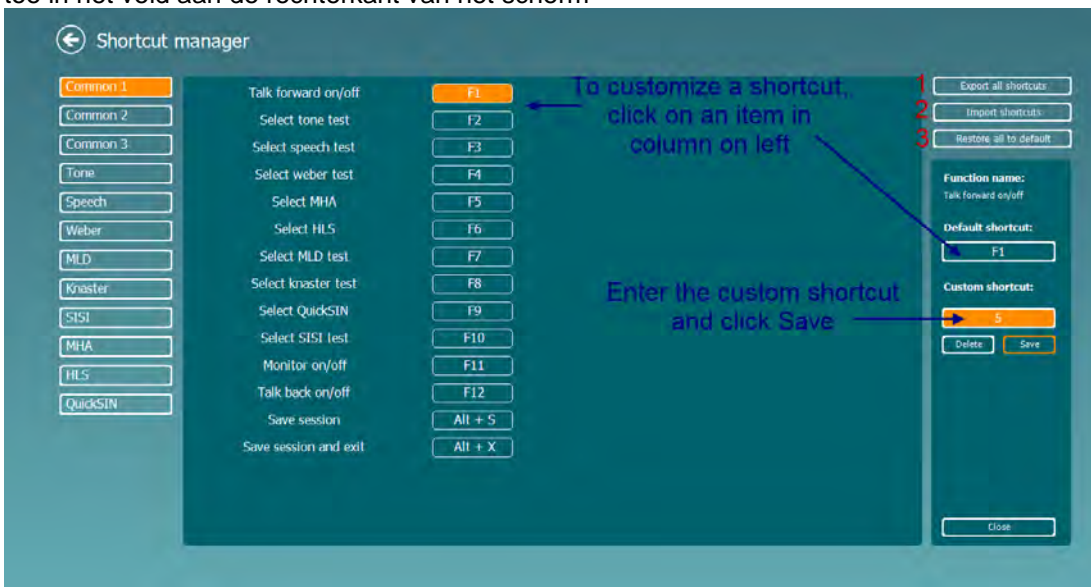 toe in het veld aan de rechterkant van het scherm
Shortcut manager
Common 1
Common 2
Common 3
Tone
Speech
Weber
MLD
Knaster
SISI
MHA
HLS
QuickSIN
Talk forward on/off F1
Select tone test F2
Select speech test F3
Select weber test F4
Select MHA F5
Select HLS F6
Select MLD test F7
Select knaster test F8
Select QuickSIN F9
Select SISI test F10
Monitor on/off F11
Talk back on/off F12
Save session Alt + S
Save session and exit Alt + X
To customize a shortcut,
click on an item in
column on left
Enter the custom shortcut
and click Save
1 Export all shortcuts
2 Import shortcuts
3 Restore all to default
Function name:
Talk forward on/off
Default shortcut:
F1
Custom shortcut:
S
Delete Save
Close